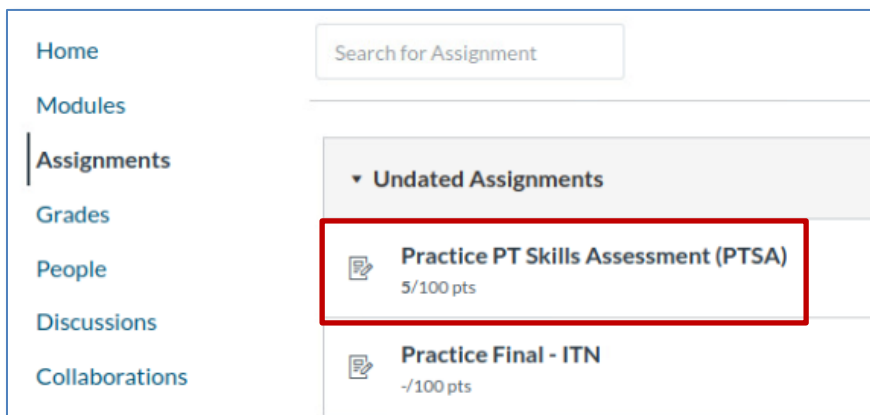 Home
Modules
Assignments
Grades
People
Discussions
Collaborations
Search for Assignment
Undated Assignments
Practice PT Skills Assessment (PTSA)
5/100 pts
Practice Final - ITN
-/100 pts